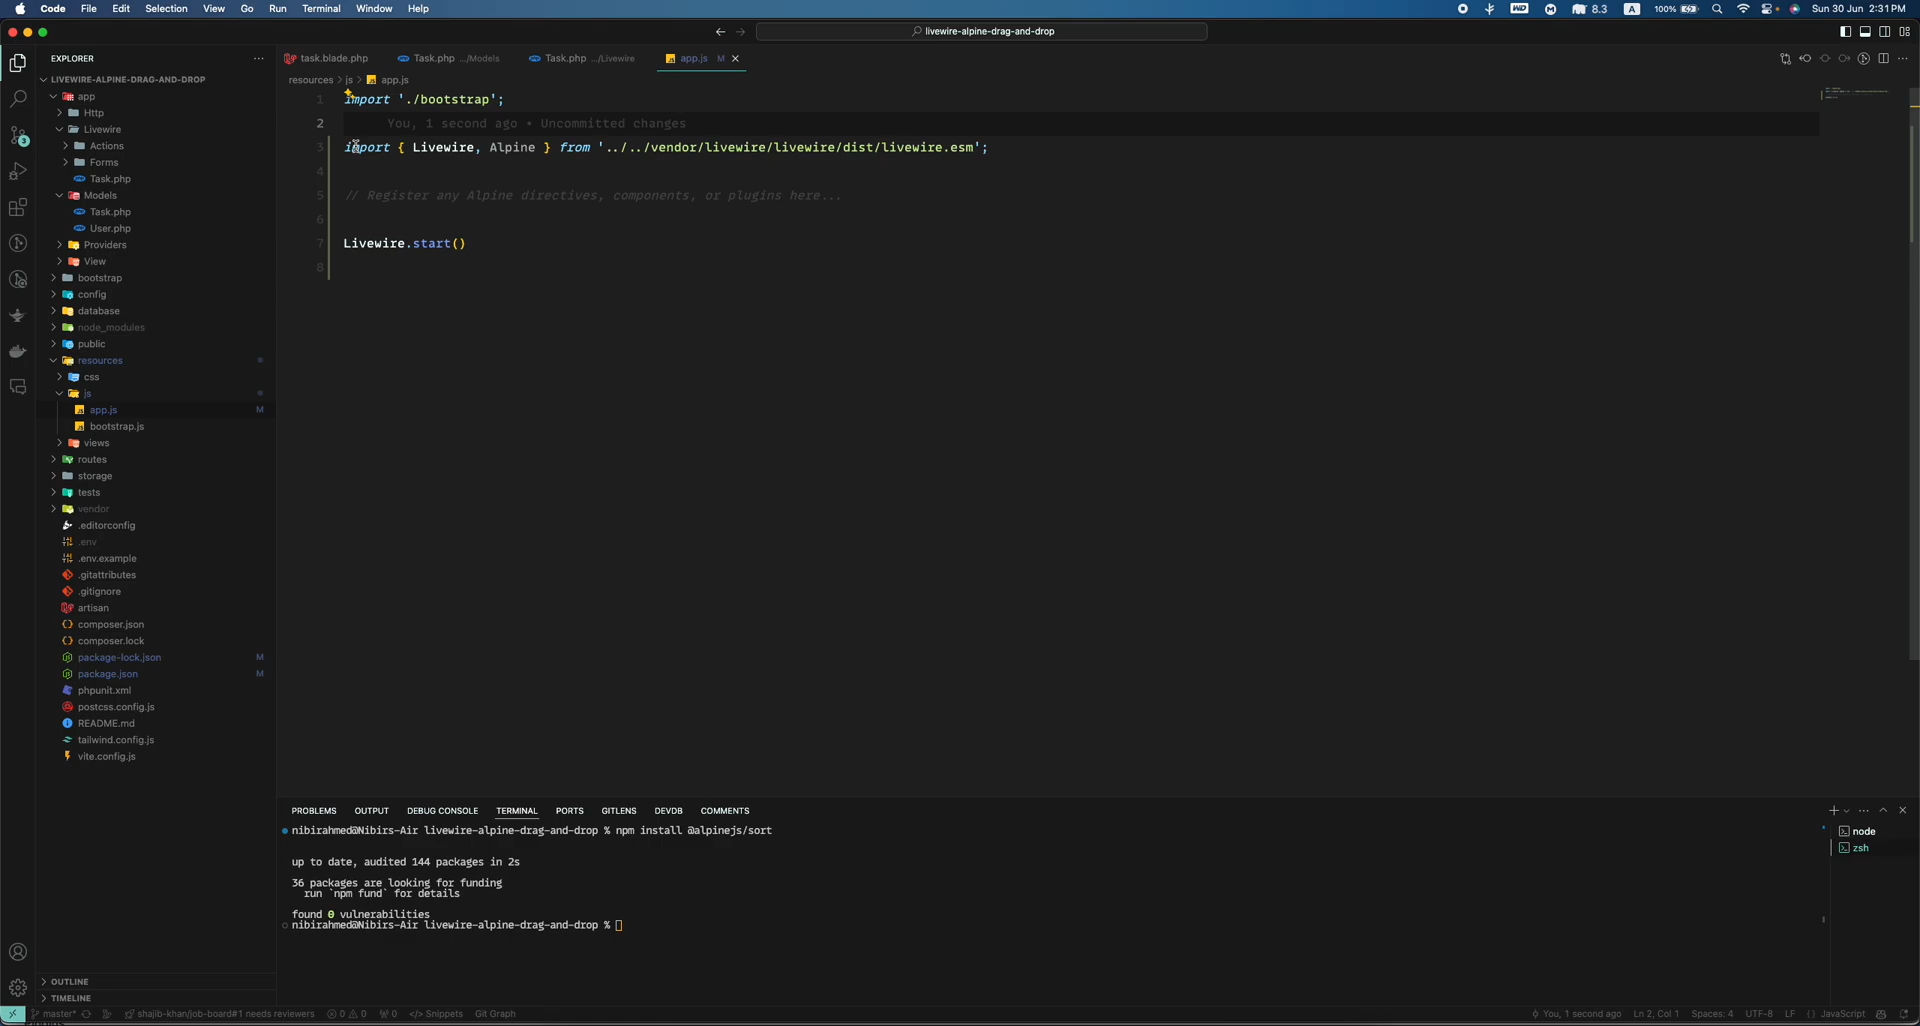 Code File Edit Selection View Go Run Terminal Window Help
WD 8.3 A 100% Sun 30 Jun 2:31PM
livewire-alpine-drag-and-drop
EXPLORER
LIVEWIRE-ALPINE-DRAG-AND-DROP
app
Http
Livewire
Actions
Forms
Task.php
Models
Task.php
User.php
Providers
View
bootstrap
config
database
node_modules
public
resources
css
js
app.js M
bootstrap.js
views
routes
storage
tests
vendor
.editorconfig
.env
.env.example
.gitattributes
.gitignore
artisan
composer.json
composer.lock
package-lock.json M
package.json M
phpunit.xml
postcss.config.js
README.md
tailwind.config.js
vite.config.js
OUTLINE
TIMELINE
task.blade.php Task.php .../Models Task.php .../Livewire app.js M
resources > js > app.js
1 import './bootstrap';
2 You, 1 second ago • Uncommitted changes
3 import { Livewire, Alpine } from '../../vendor/livewire/livewire/dist/livewire.esm';
4
5 // Register any Alpine directives, components, or plugins here...
6
7 Livewire.start()
8
PROBLEMS OUTPUT DEBUG CONSOLE TERMINAL PORTS GITLENS DEVDB COMMENTS
nibirahmed@Nibirs-Air livewire-alpine-drag-and-drop % npm install @alpinejs/sort
up to date, audited 144 packages in 2s
36 packages are looking for funding
run `npm fund` for details
found 0 vulnerabilities
nibirahmed@Nibirs-Air livewire-alpine-drag-and-drop %
node
zsh
master* shajib-khan/job-board#1 needs reviewers 0 0 0 Snippets Git Graph
You, 1 second ago Ln 2, Col 1 Spaces: 4 UTF-8 LF {} JavaScript